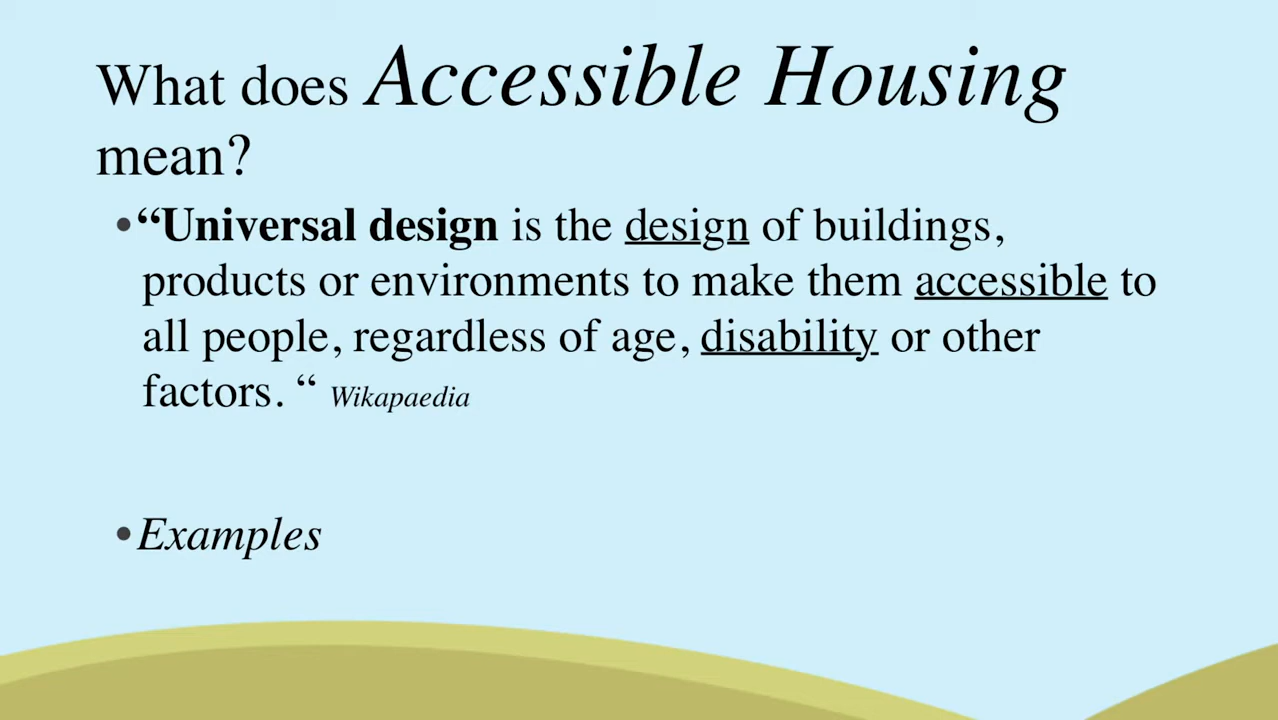 What does Accessible Housing
mean?
•“Universal design is the design of buildings,
products or environments to make them accessible to
all people, regardless of age, disability or other
factors. “ Wikapaedia
•Examples